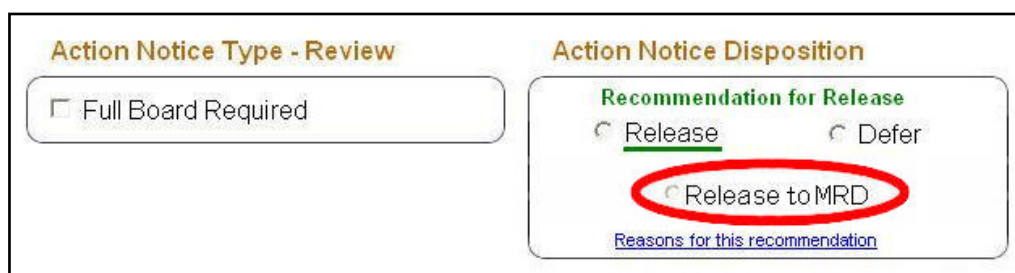 Action Notice Type - Review
Full Board Required
Action Notice Disposition
Recommendation for Release
Release Defer
Release to MRD
Reasons for this recommendation